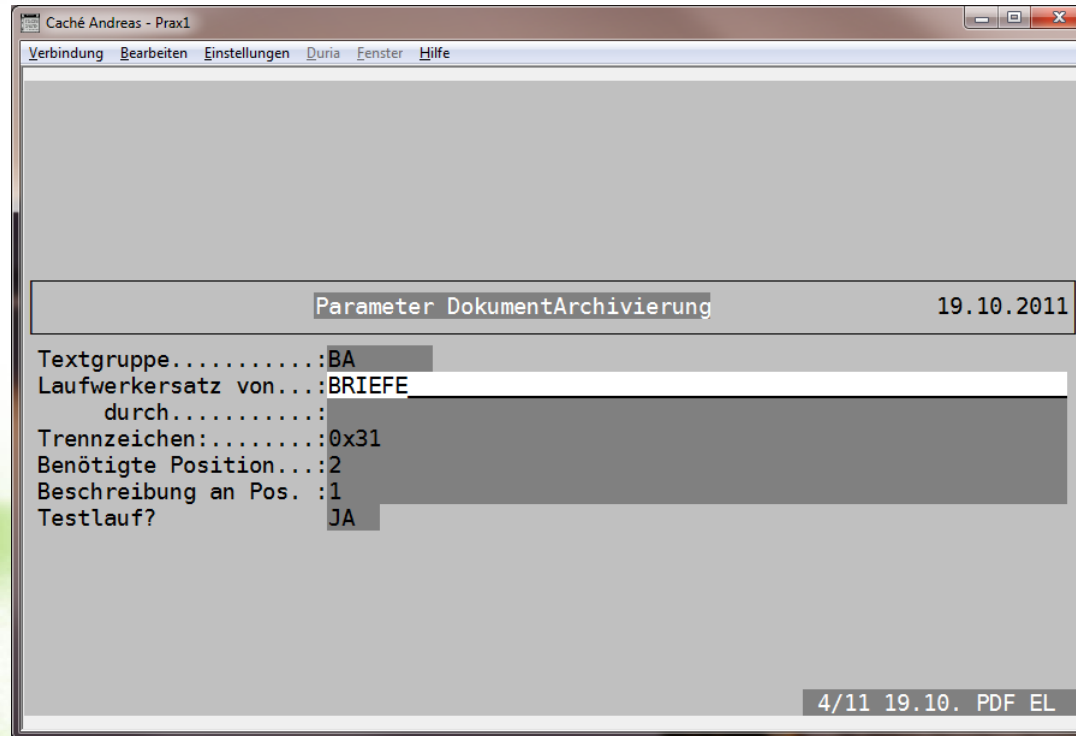 Caché Andreas - Prax1
Verbindung Bearbeiten Einstellungen Duria Fenster Hilfe
Parameter DokumentArchivierung 19.10.2011
Textgruppe...........:BA
Laufwerkersatz von...:BRIEFE
durch...........:
Trennzeichen:........:0x31
Benötigte Position...:2
Beschreibung an Pos. :1
Testlauf? JA
4/11 19.10. PDF EL